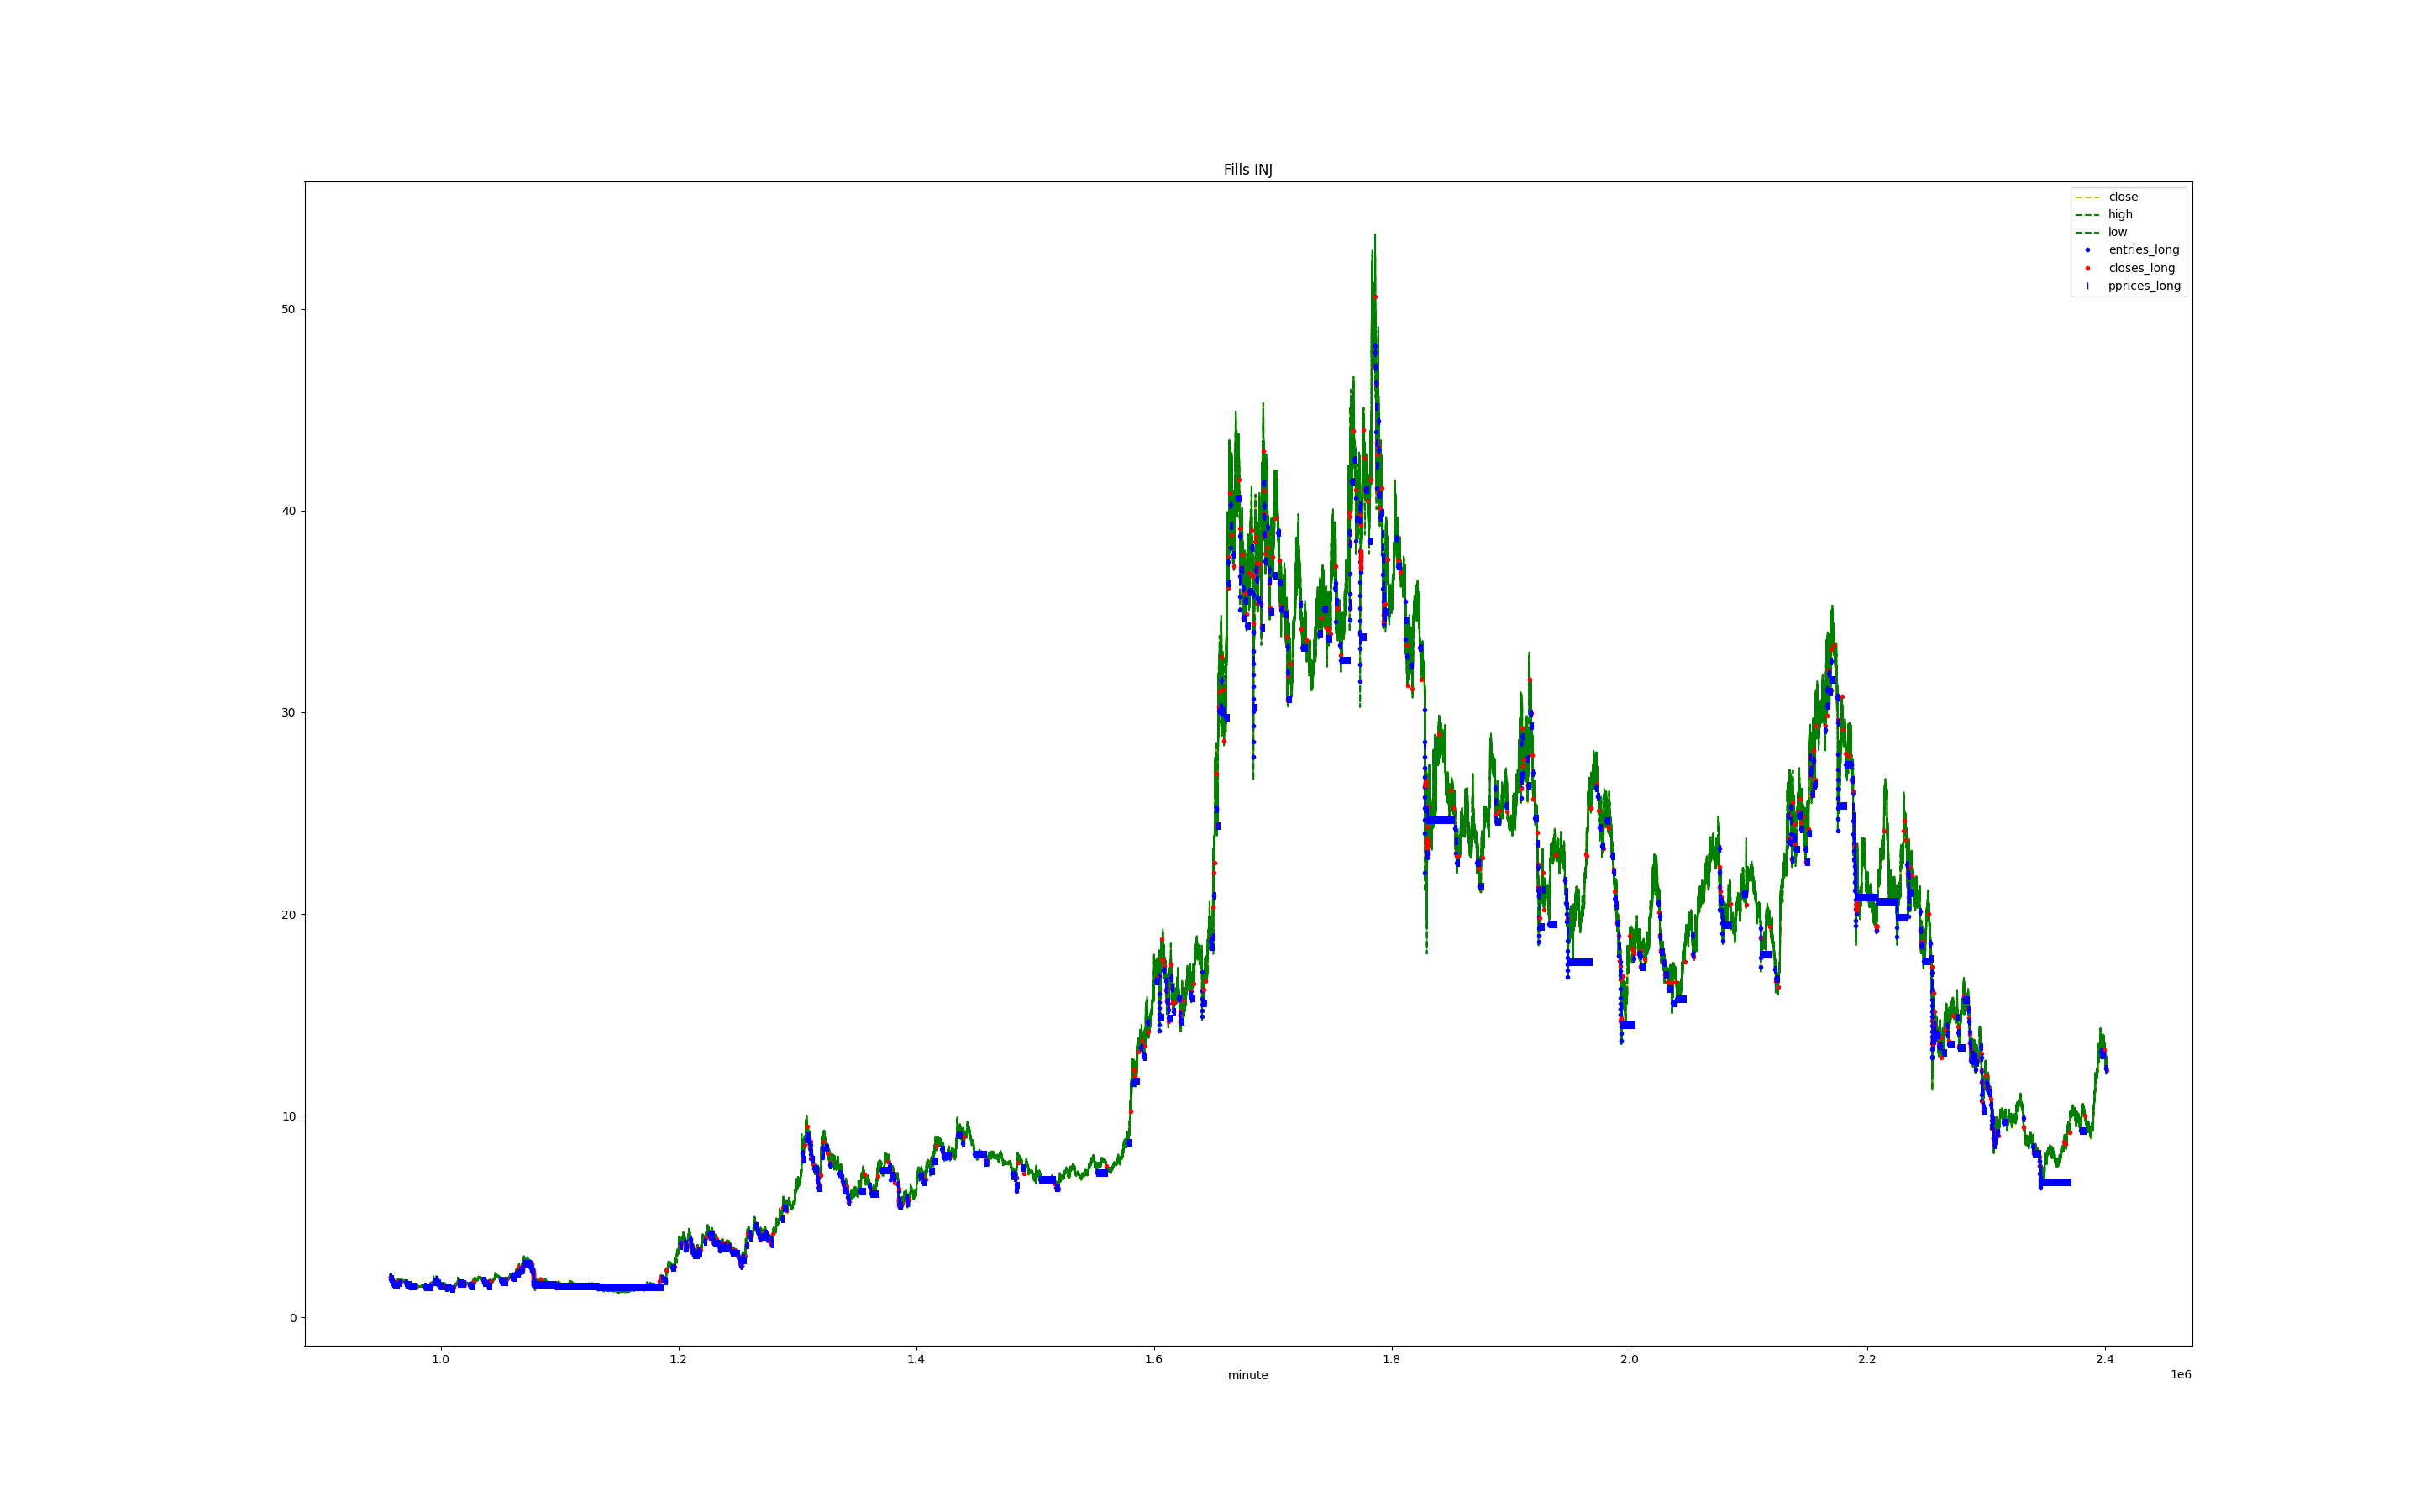 Fills INJ
close
high
low
entries_long
closes_long
pprices_long
50
40
30
20
10
0
1.0 1.2 1.4 1.6 1.8 2.0 2.2 2.4
minute
1e6